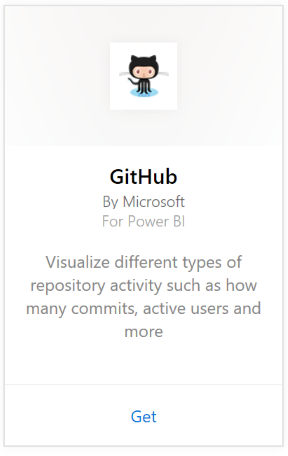 GitHub
By Microsoft
For Power BI
Visualize different types of
repository activity such as how
many commits, active users and
more
Get